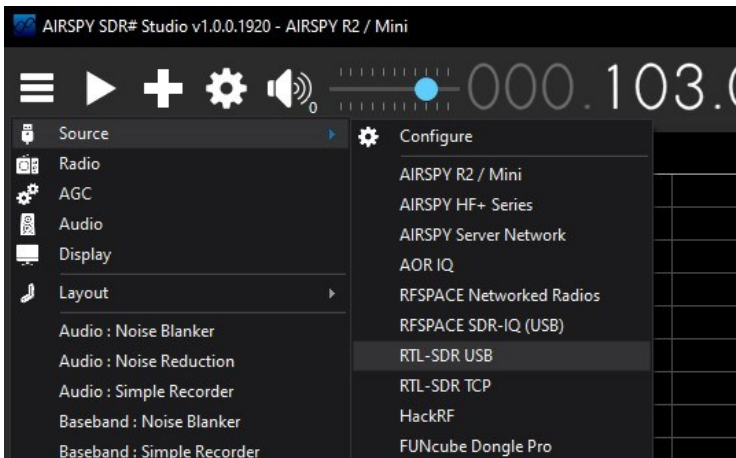 AIRSPY SDR# Studio v1.0.0.1920 - AIRSPY R2 / Mini
0
000.103.0
Source
Radio
AGC
Audio
Display
Layout
Audio : Noise Blanker
Audio : Noise Reduction
Audio : Simple Recorder
Baseband : Noise Blanker
Baseband : Simple Recorder
Configure
AIRSPY R2 / Mini
AIRSPY HF+ Series
AIRSPY Server Network
AOR IQ
RFSPACE Networked Radios
RFSPACE SDR-IQ (USB)
RTL-SDR USB
RTL-SDR TCP
HackRF
FUNcube Dongle Pro